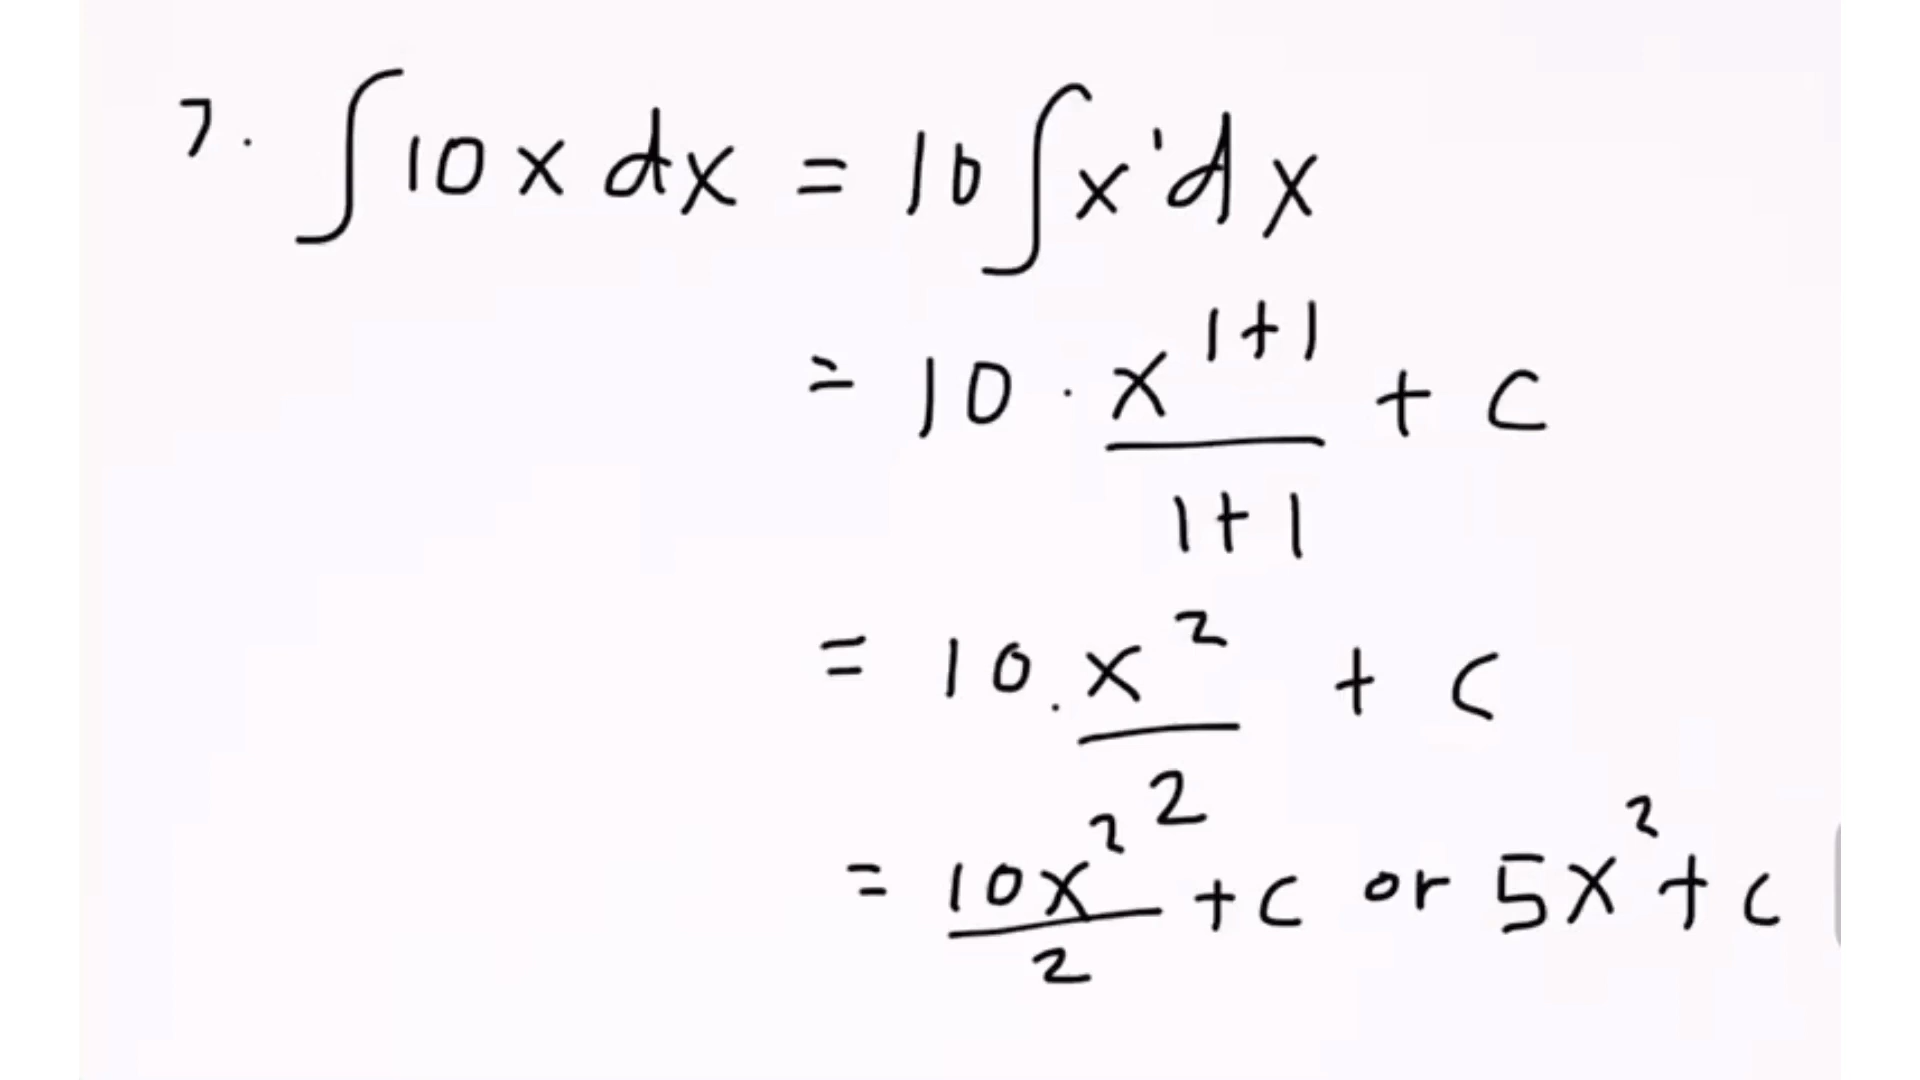 7. ∫10x dx = 10∫x¹dx
= 10 · x^(1+1)/(1+1) + c
= 10 . x²/2 + c
= 10x²/2 + c or 5x² + c